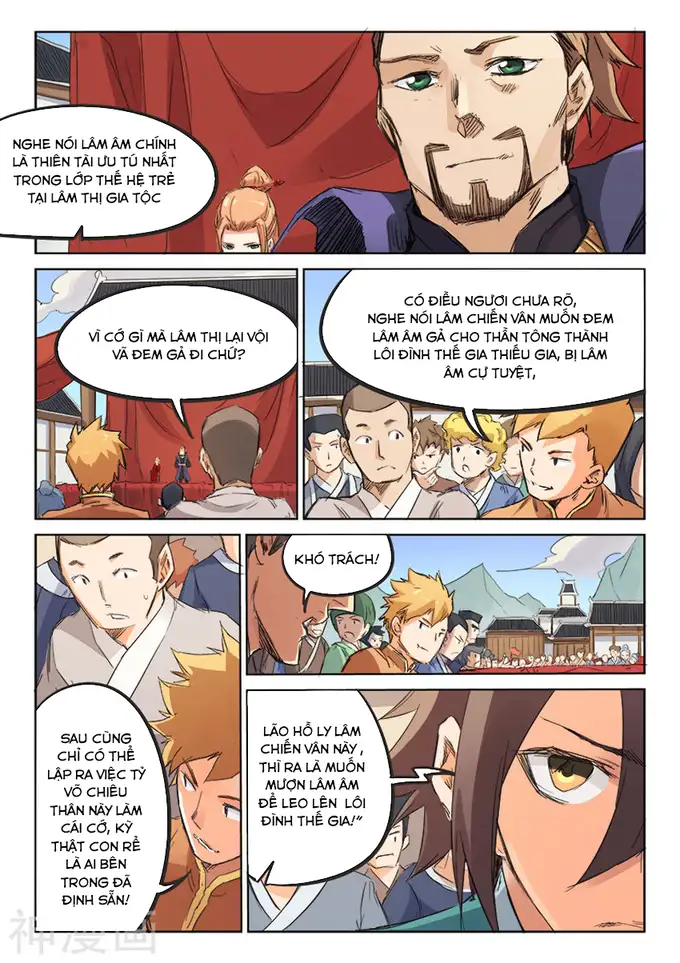 NGHE NÓI LÂM ÂM CHÍNH
LÀ THIÊN TÀI ƯU TÚ NHẤT
TRONG LỚP THẾ HỆ TRẺ
TẠI LÂM THỊ GIA TỘC
VÌ CỚ GÌ MÀ LÂM THỊ LẠI VỘI
VÃ ĐEM GẢ ĐI CHỨ?
CÓ ĐIỀU NGƯƠI CHƯA RÕ,
NGHE NÓI LÂM CHIẾN VÂN MUỐN ĐEM
LÂM ÂM GẢ CHO THẦN TÔNG THÀNH
LÔI ĐÌNH THẾ GIA THIẾU GIA, BỊ LÂM
ÂM CỰ TUYỆT,
KHÓ TRÁCH!
SAU CÙNG
CHỈ CÓ THỂ
LẬP RA VIỆC TỶ
VÕ CHIÊU
THÂN NÀY LÀM
CÁI CỚ, KỲ
THẬT CON RỂ
LÀ AI BÊN
TRONG ĐÃ
ĐỊNH SẴN!
LÃO HỒ LY LÂM
CHIẾN VÂN NÀY ,
THÌ RA LÀ MUỐN
MƯỢN LÂM ÂM
ĐỂ LEO LÊN LÔI
ĐÌNH THẾ GIA!"
神漫画